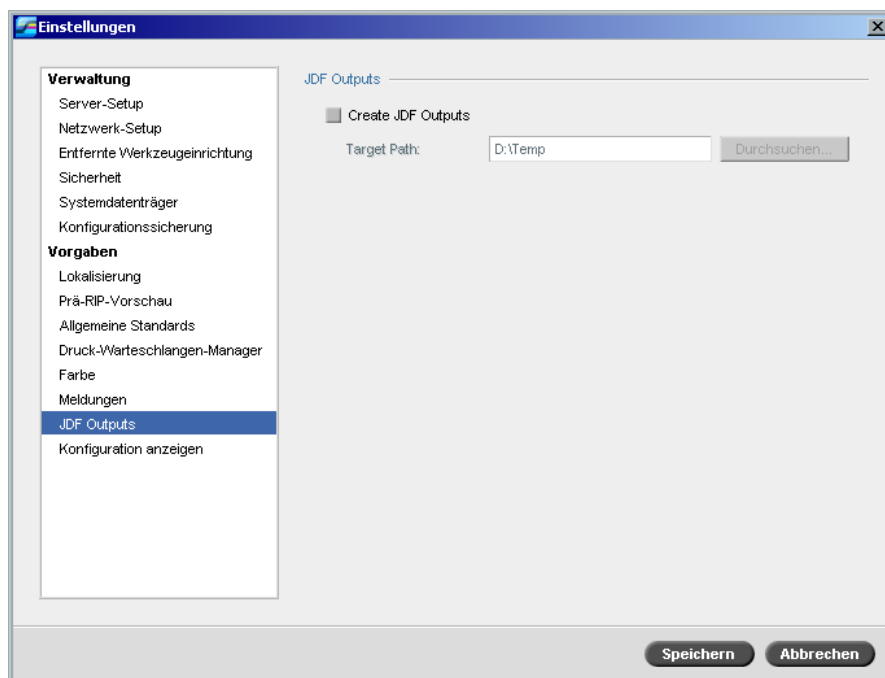 Einstellungen
Verwaltung
Server-Setup
Netzwerk-Setup
Entfernte Werkzeugeinrichtung
Sicherheit
Systemdatenträger
Konfigurationssicherung
Vorgaben
Lokalisierung
Prä-RIP-Vorschau
Allgemeine Standards
Druck-Warteschlangen-Manager
Farbe
Meldungen
JDF Outputs
Konfiguration anzeigen
JDF Outputs
Create JDF Outputs
Target Path: D:\Temp Durchsuchen...
Speichern Abbrechen